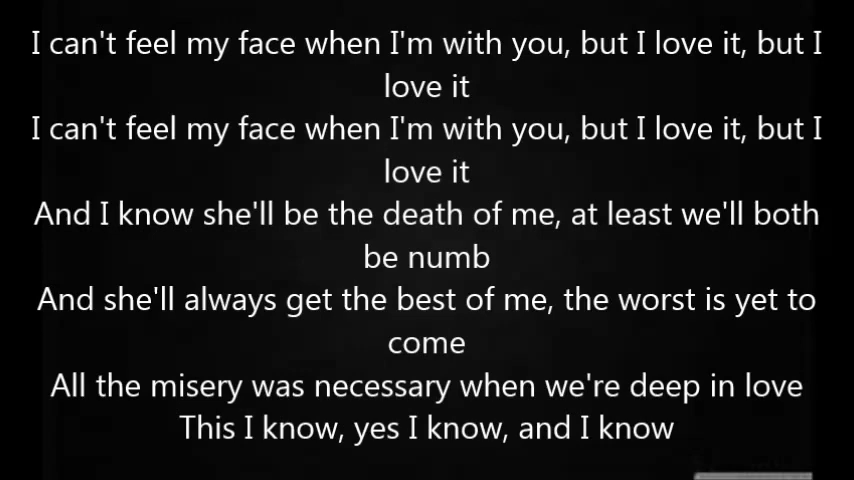 I can't feel my face when I'm with you, but I love it, but I
love it
I can't feel my face when I'm with you, but I love it, but I
love it
And I know she'll be the death of me, at least we'll both
be numb
And she'll always get the best of me, the worst is yet to
come
All the misery was necessary when we're deep in love
This I know, yes I know, and I know